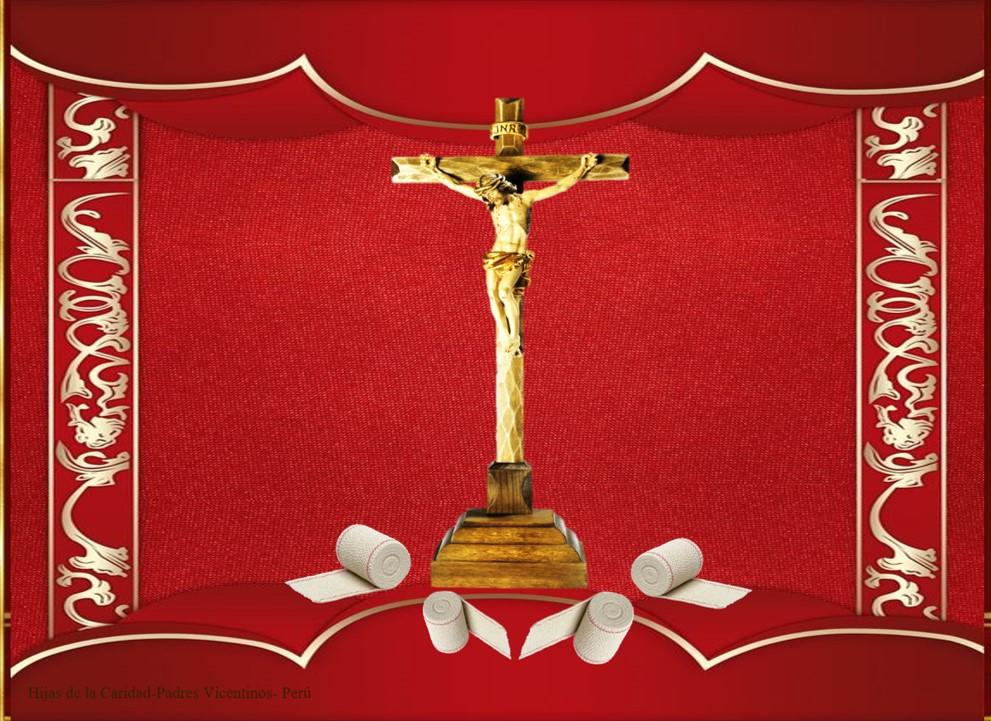 INRI
Hijas de la Caridad-Padres Vicentinos- Perú